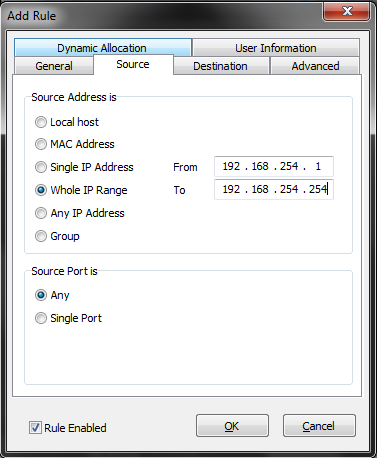 Add Rule
Dynamic Allocation User Information
General Source Destination Advanced
Source Address is
Local host
MAC Address
Single IP Address From 192 . 168 . 254 . 1
Whole IP Range To 192 . 168 . 254 . 254
Any IP Address
Group
Source Port is
Any
Single Port
Rule Enabled OK Cancel